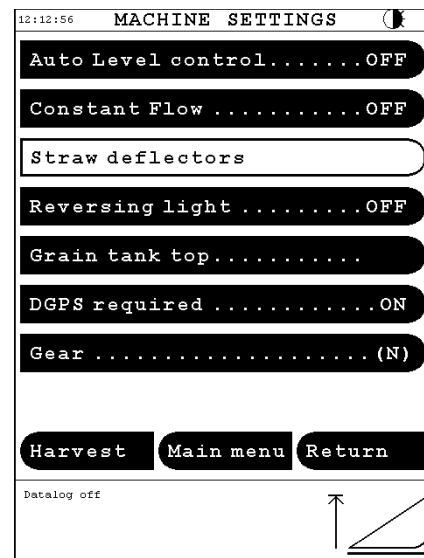 12:12:56 MACHINE SETTINGS
Auto Level control.......OFF
Constant Flow ...........OFF
Straw deflectors
Reversing light .........OFF
Grain tank top...........
DGPS required ............ON
Gear ....................(N)
Harvest Main menu Return
Datalog off